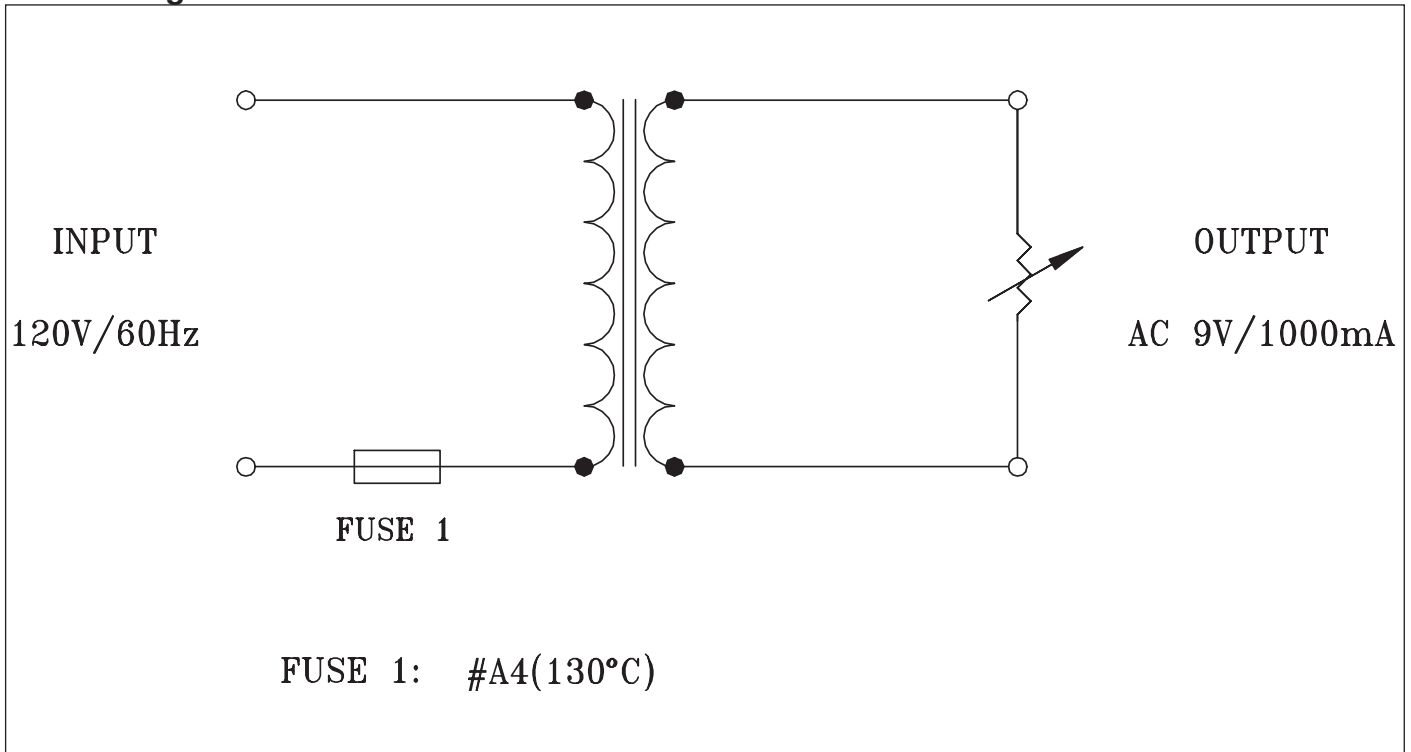 INPUT
120V/60Hz
OUTPUT
AC 9V/1000mA
FUSE 1
FUSE 1: #A4(130°C)